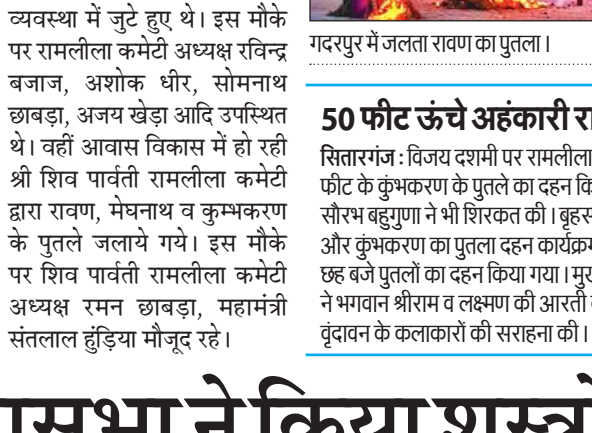 व्यवस्था में जुटे हुए थे। इस मौके
पर रामलीला कमेटी अध्यक्ष रविन्द्र
बजाज, अशोक धीर, सोमनाथ
छाबड़ा, अजय खेड़ा आदि उपस्थित
थे। वहीं आवास विकास में हो रही
श्री शिव पार्वती रामलीला कमेटी
द्वारा रावण, मेघनाथ व कुम्भकरण
के पुतले जलाये गये। इस मौके
पर शिव पार्वती रामलीला कमेटी
अध्यक्ष रमन छाबड़ा, महामंत्री
संतलाल हुंड़िया मौजूद रहे।
गदरपुर में जलता रावण का पुतला।
50 फीट ऊंचे अहंकारी
सितारगंज : विजय दशमी पर रामलीला
फीट के कुंभकरण के पुतले का दहन
सौरभ बहुगुणा ने भी शिरकत की।
और कुंभकरण का पुतला दहन कार्यक्रम
छह बजे पुतलों का दहन किया गया।
ने भगवान श्रीराम व लक्ष्मण की आरती
वृंदावन के कलाकारों की सराहना की।
ने किया